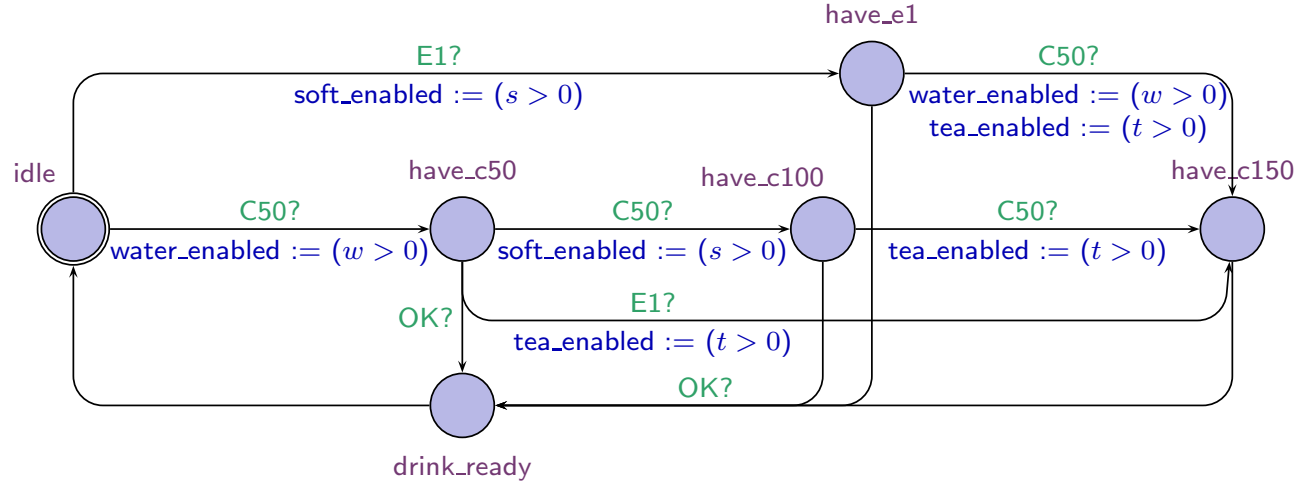 have_e1
E1?
C50?
soft_enabled := (s > 0)
water_enabled := (w > 0)
tea_enabled := (t > 0)
idle
have_c50
have_c100
have_c150
C50?
C50?
C50?
water_enabled := (w > 0)
soft_enabled := (s > 0)
tea_enabled := (t > 0)
E1?
OK?
tea_enabled := (t > 0)
OK?
drink_ready